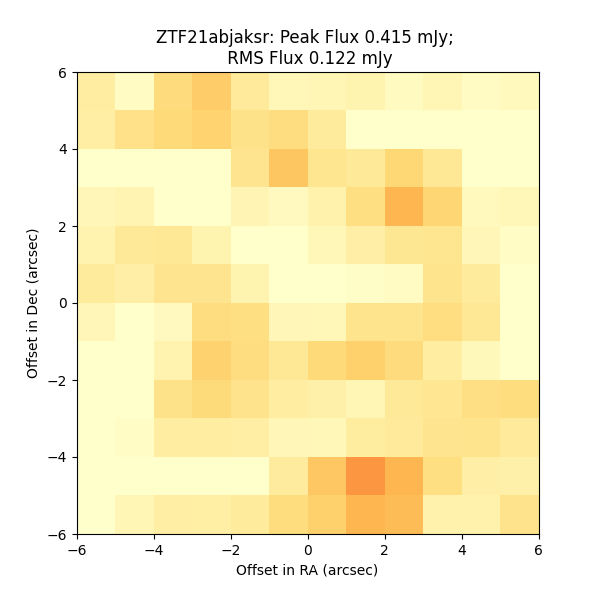 ZTF21abjaksr: Peak Flux 0.415 mJy;
RMS Flux 0.122 mJy
6
4
2
0
−2
−4
−6
Offset in Dec (arcsec)
−6 −4 −2 0 2 4 6
Offset in RA (arcsec)